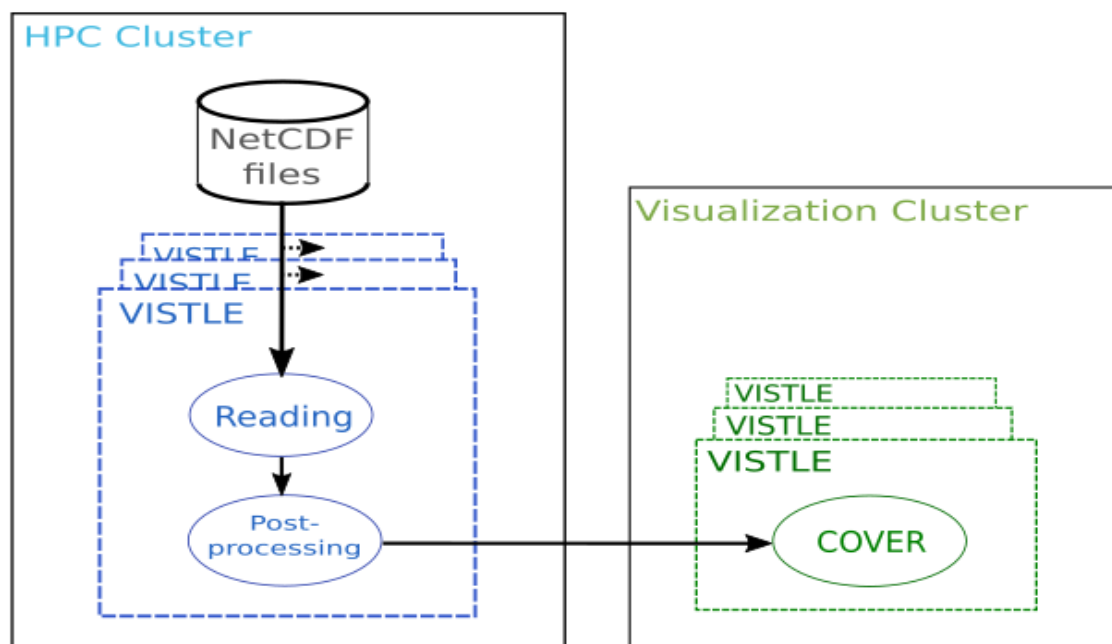 HPC Cluster
NetCDF
files
VISTLE
VISTLE
VISTLE
Reading
Post-
processing
Visualization Cluster
VISTLE
VISTLE
VISTLE
COVER